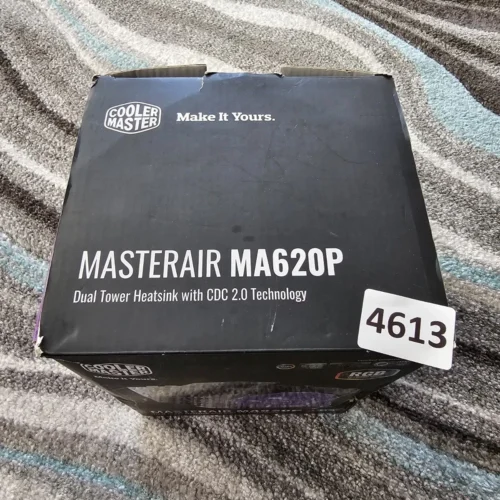 COOLER
MASTER
Make It Yours.
MASTERAIR MA620P
Dual Tower Heatsink with CDC 2.0 Technology
4613
COOLER
MASTER
RGB
MASTERAIR